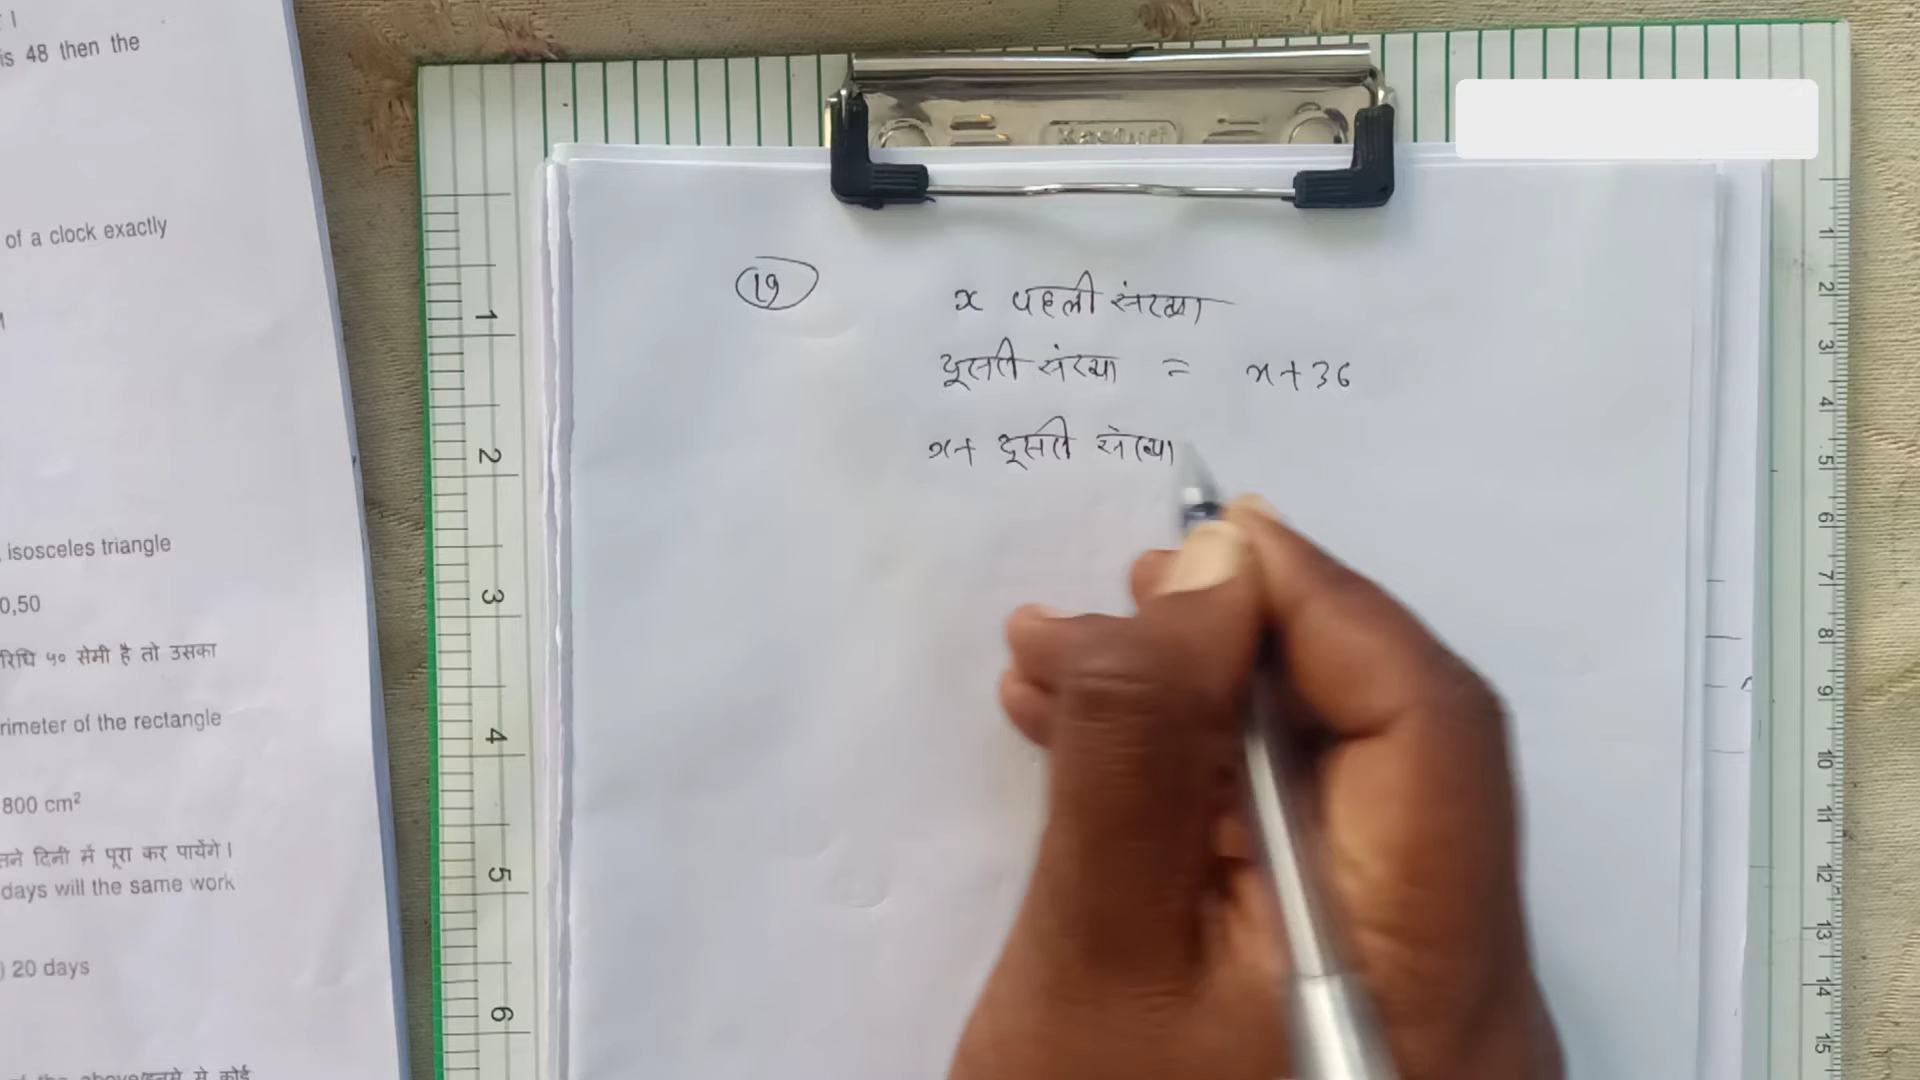 is 48 then the
of a clock exactly
isosceles triangle
0,50
रिधि ५० सेमी है तो उसका
rimeter of the rectangle
800 cm²
तने दिनी में पूरा कर पायेंगे।
days will the same work
) 20 days
इनमे से कोई
Kasturi
19
x पहली संख्या
दूसरी संख्या = x+36
x+ दूसरी संख्या
1
2
3
4
5
6
1
2
3
4
5
6
7
8
9
10
11
12
13
14
15